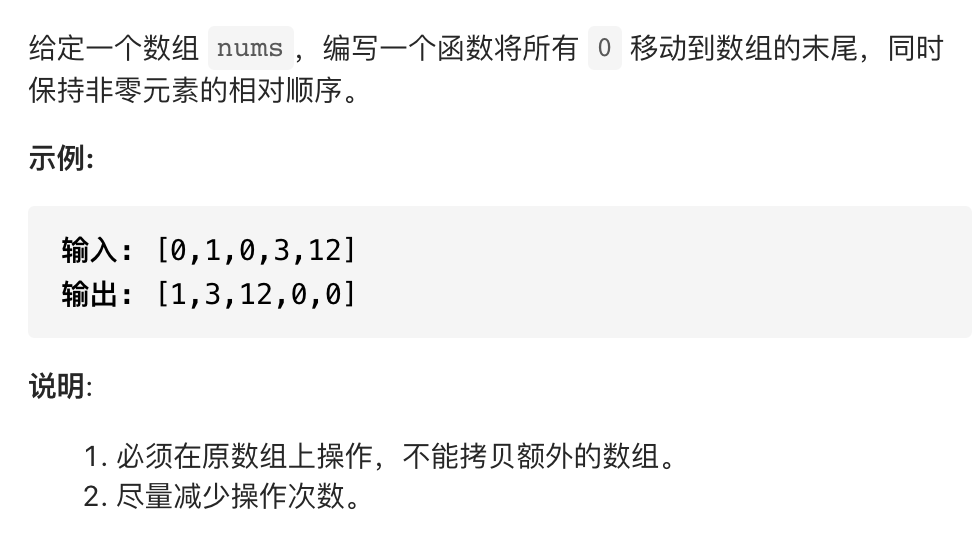 给定一个数组 nums，编写一个函数将所有 0 移动到数组的末尾，同时
保持非零元素的相对顺序。
示例:
输入: [0,1,0,3,12]
输出: [1,3,12,0,0]
说明:
1. 必须在原数组上操作，不能拷贝额外的数组。
2. 尽量减少操作次数。